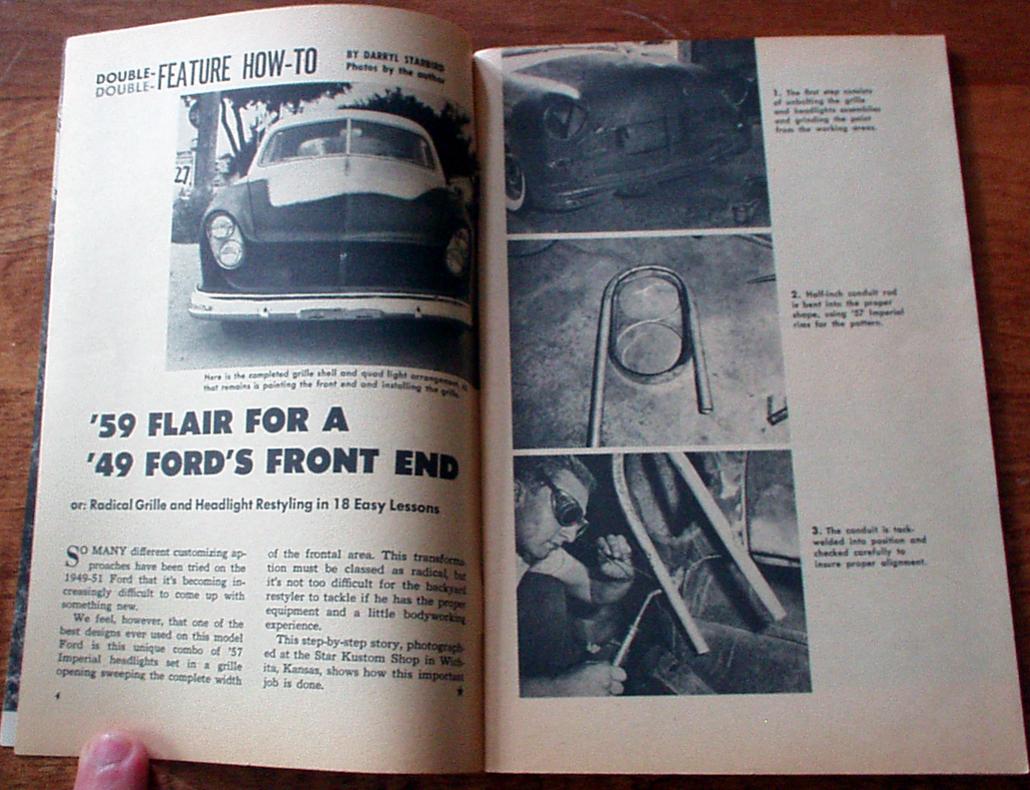 DOUBLE-
DOUBLE-FEATURE HOW-TO
BY DARRYL STARBIRD
Photos by the author
27
Here is the completed grille shell and quad light arrangement.
that remains is painting the front end and installing the grille.
'59 FLAIR FOR A
'49 FORD'S FRONT END
or: Radical Grille and Headlight Restyling in 18 Easy Lessons
SO MANY different customizing ap-
proaches have been tried on the
1949-51 Ford that it's becoming in-
creasingly difficult to come up with
something new.
We feel, however, that one of the
best designs ever used on this model
Ford is this unique combo of '57
Imperial headlights set in a grille
opening sweeping the complete width
of the frontal area. This transforma-
tion must be classed as radical, but
it's not too difficult for the backyard
restyler to tackle if he has the proper
equipment and a little bodyworking
experience.
This step-by-step story, photograph-
ed at the Star Kustom Shop in Wich-
ita, Kansas, shows how this important
job is done.
4
1. The first step consists
of unbolting the grille
and headlights assemblies
and grinding the paint
from the working areas.
2. Half-inch conduit rod
is bent into the proper
shape, using '57 Imperial
rims for the pattern.
3. The conduit is tack-
welded into position and
checked carefully to
insure proper alignment.